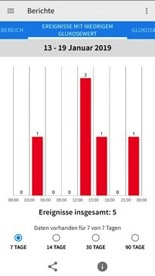 Berichte
BEREICH
EREIGNISSE MIT NIEDRIGEM
GLUKOSEWERT
GLUKOSE
13 - 19 Januar 2019
2
1
1
1
0
0
0
0
00:00 03:00 06:00 09:00 12:00 15:00 18:00 21:00 00:00
Ereignisse insgesamt: 5
Daten vorhanden für 7 von 7 Tagen
7 TAGE
14 TAGE
30 TAGE
90 TAGE